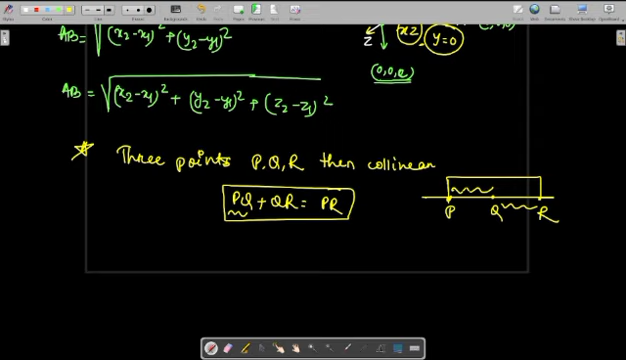 AB = √(x₂-x₁)² + (y₂-y₁)²
xz y=0
z
(0,0,e)
AB = √(x₂-x₁)² + (y₂-y₁)² + (z₂-z₁)²
Three points P, Q, R then collinear
PQ + QR = PR
P Q R